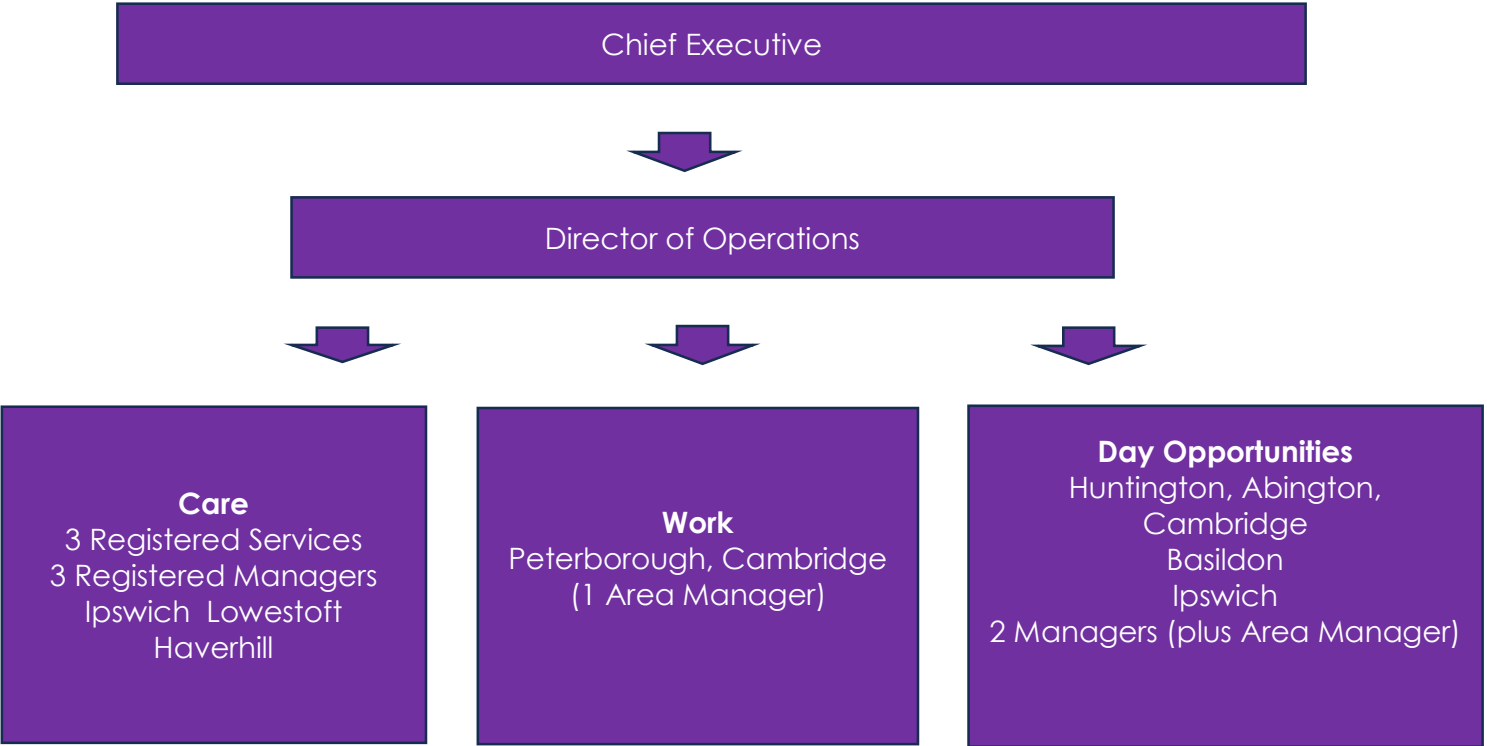 Chief Executive
Director of Operations
Care
3 Registered Services
3 Registered Managers
Ipswich  Lowestoft
Haverhill
Work
Peterborough, Cambridge
(1 Area Manager)
Day Opportunities
Huntington, Abington,
Cambridge
Basildon
Ipswich
2 Managers (plus Area Manager)